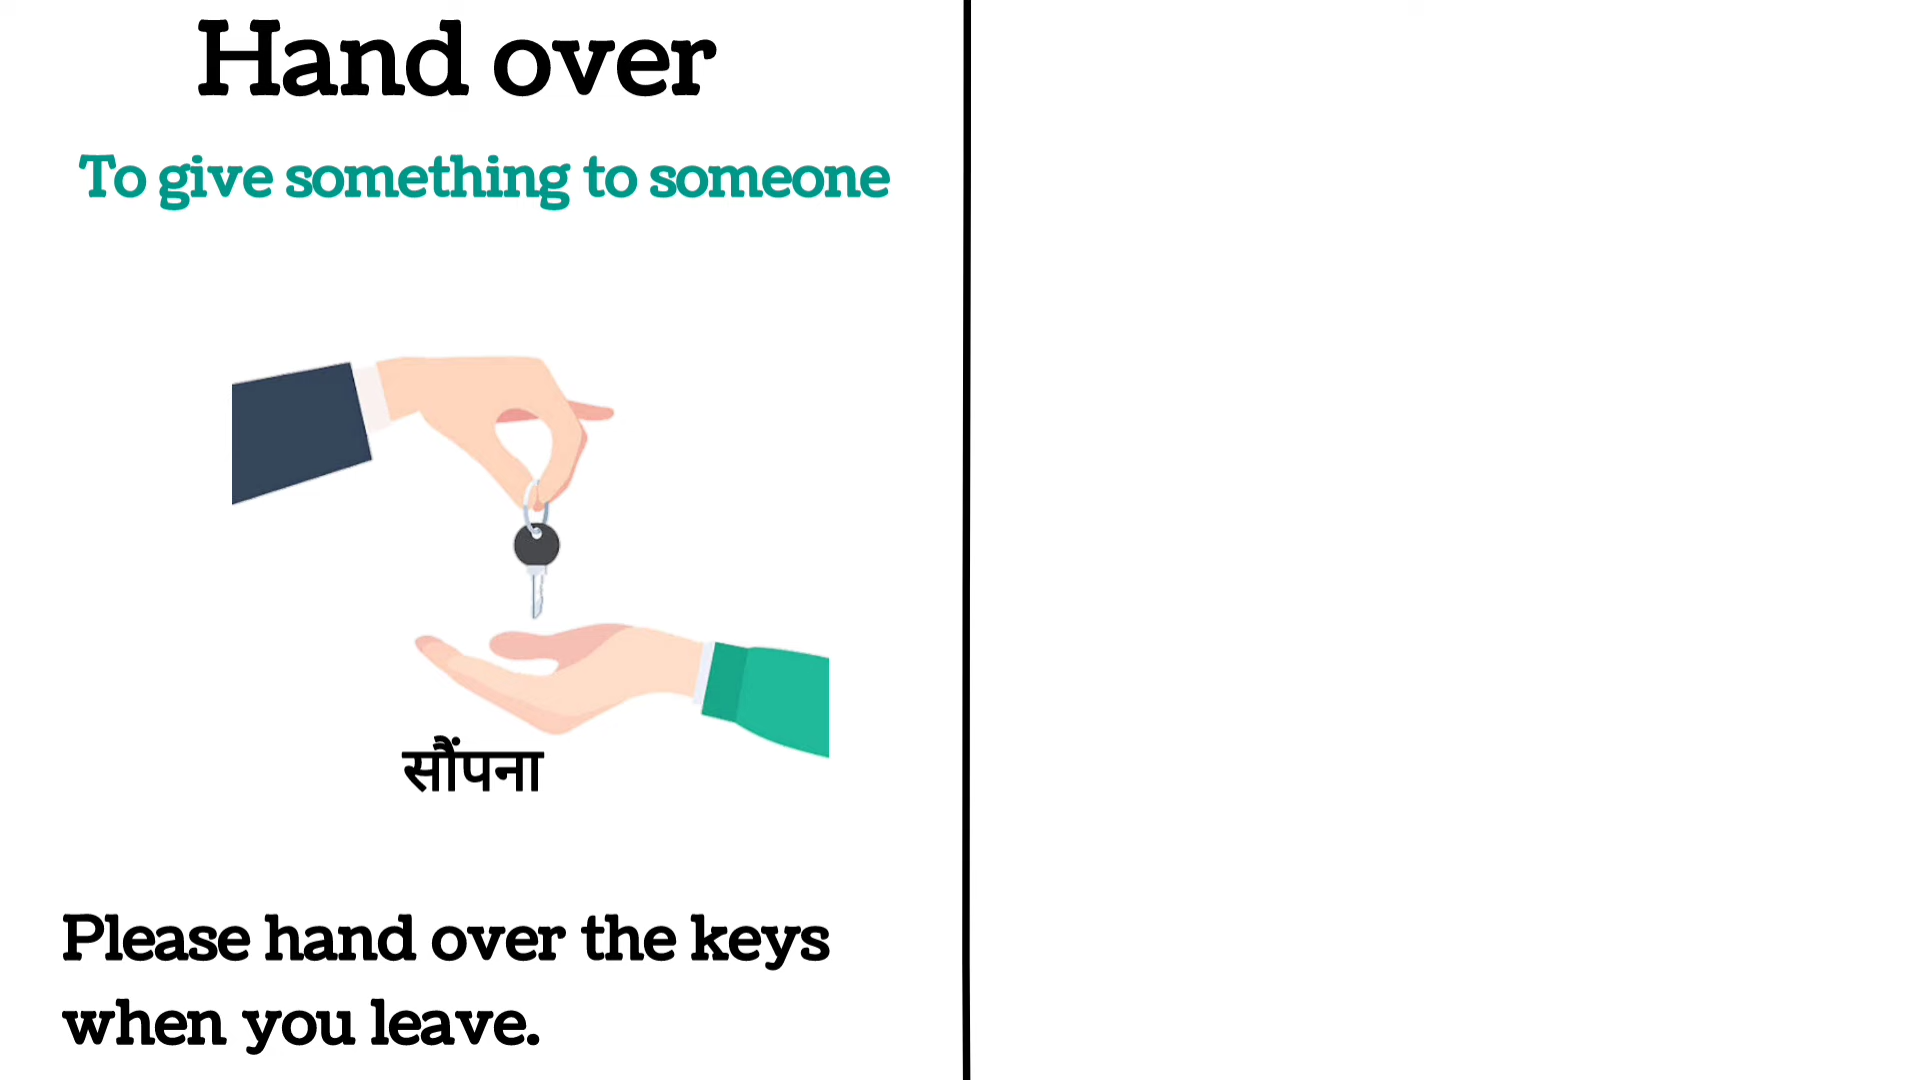 Hand over
To give something to someone
सौंपना
Please hand over the keys
when you leave.